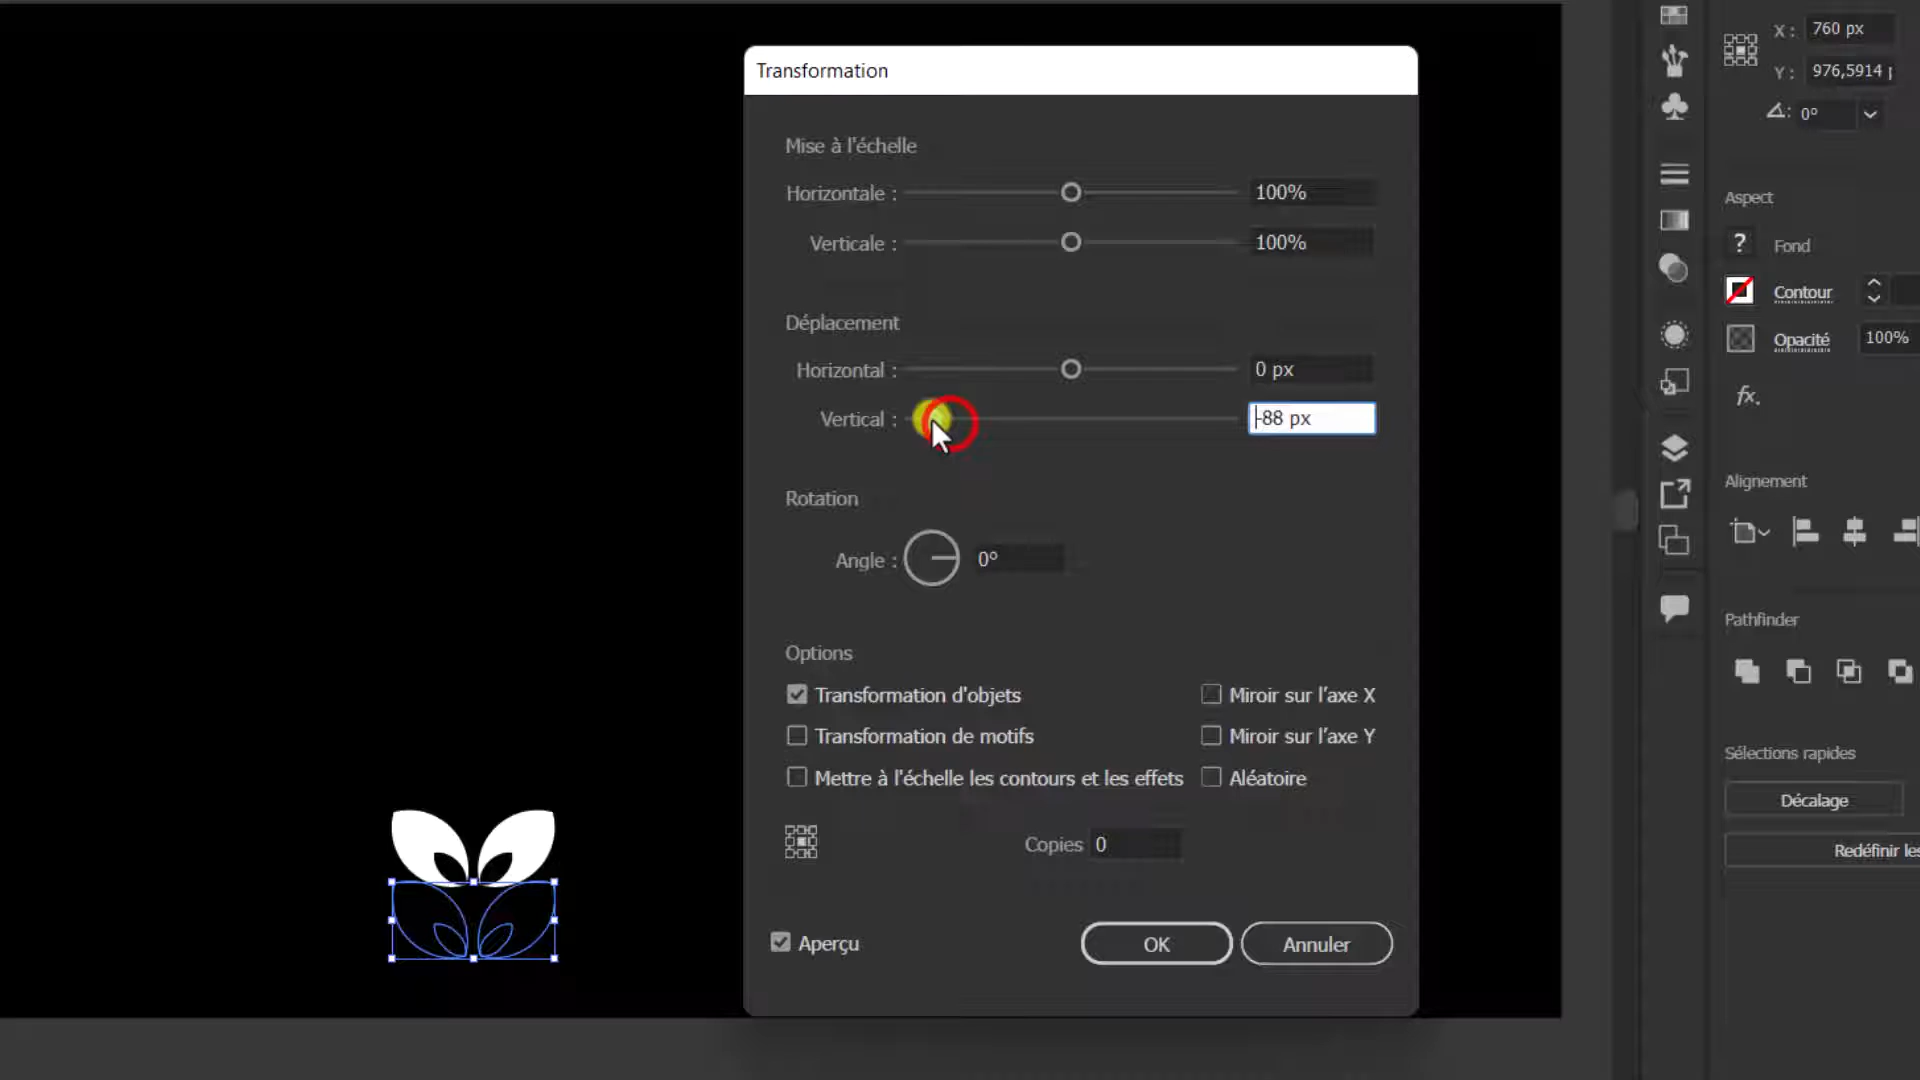 Transformation
Mise à l'échelle
Horizontale :
100%
Verticale :
100%
Déplacement
Horizontal :
0 px
Vertical :
-88 px
Rotation
Angle :
0°
Options
Transformation d'objets
Miroir sur l’axe X
Transformation de motifs
Miroir sur l’axe Y
Mettre à l'échelle les contours et les effets
Aléatoire
Copies
0
Aperçu
OK
Annuler
X :
760 px
Y :
976,5914 p
0°
Aspect
?
Fond
Contour
Opacité
100%
fx.
Alignement
Pathfinder
Sélections rapides
Décalage
Redéfinir les